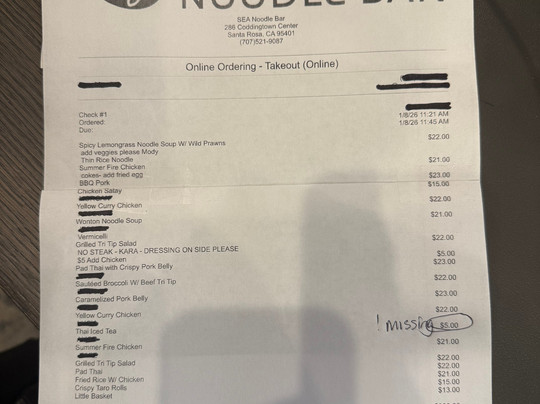 NOODLE BAR
SEA Noodle Bar
286 Coddingtown Center
Santa Rosa, CA 95401
(707)521-9087
Online Ordering - Takeout (Online)
Check #1
Ordered: 1/8/26 11:21 AM
Due: 1/8/26 11:45 AM
Spicy Lemongrass Noodle Soup W/ Wild Prawns $22.00
add veggies please Mody
Thin Rice Noodle
Summer Fire Chicken $21.00
cokes- add fried egg
BBQ Pork $23.00
Chicken Satay $15.00
Yellow Curry Chicken $22.00
Wonton Noodle Soup $21.00
Vermicelli
Grilled Tri Tip Salad $22.00
NO STEAK - KARA - DRESSING ON SIDE PLEASE
$5 Add Chicken $5.00
Pad Thai with Crispy Pork Belly $23.00
Sautéed Broccoli W/ Beef Tri Tip $22.00
Caramelized Pork Belly $23.00
Yellow Curry Chicken $22.00
Thai Iced Tea ! missing $5.00
Summer Fire Chicken $21.00
Grilled Tri Tip Salad $22.00
Pad Thai $22.00
Fried Rice W/ Chicken $21.00
Crispy Taro Rolls $15.00
Little Basket $13.00